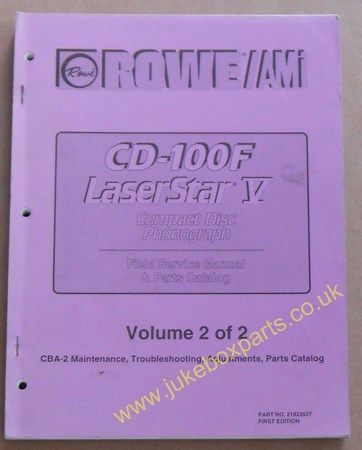 Rowe ROWE/AMi
CD-100F
LaserStar V
Compact Disc
Phonograph
Field Service Manual
& Parts Catalog
Volume 2 of 2
CBA-2 Maintenance, Troubleshooting, Adjustments, Parts Catalog
www.jukeboxparts.co.uk
PART NO. 21822637
FIRST EDITION